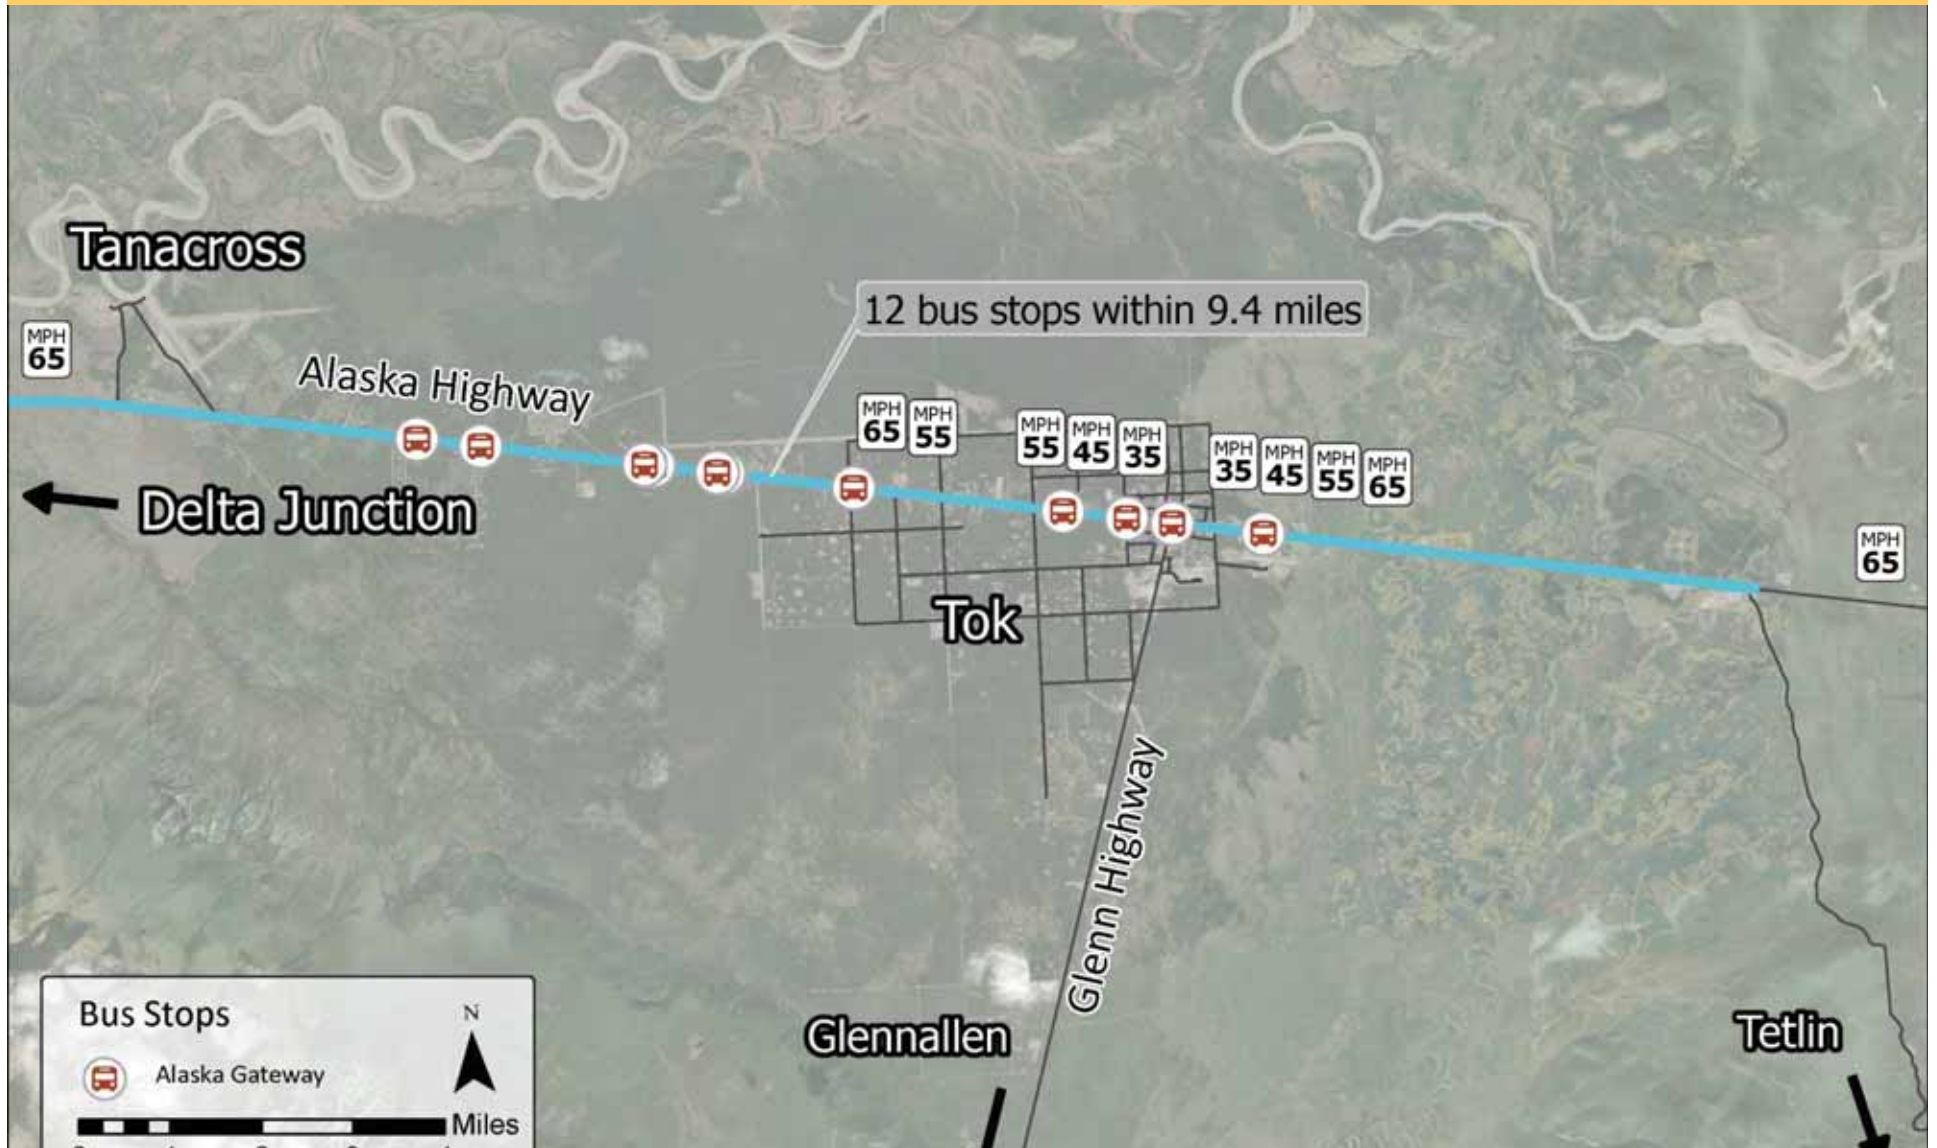 Tanacross
12 bus stops within 9.4 miles
MPH
65
Alaska Highway
MPH
65
MPH
55
MPH
55
MPH
45
MPH
35
MPH
35
MPH
45
MPH
55
MPH
65
Delta Junction
MPH
65
Tok
Glenn Highway
Glennallen
Tetlin
Bus Stops
N
Alaska Gateway
Miles